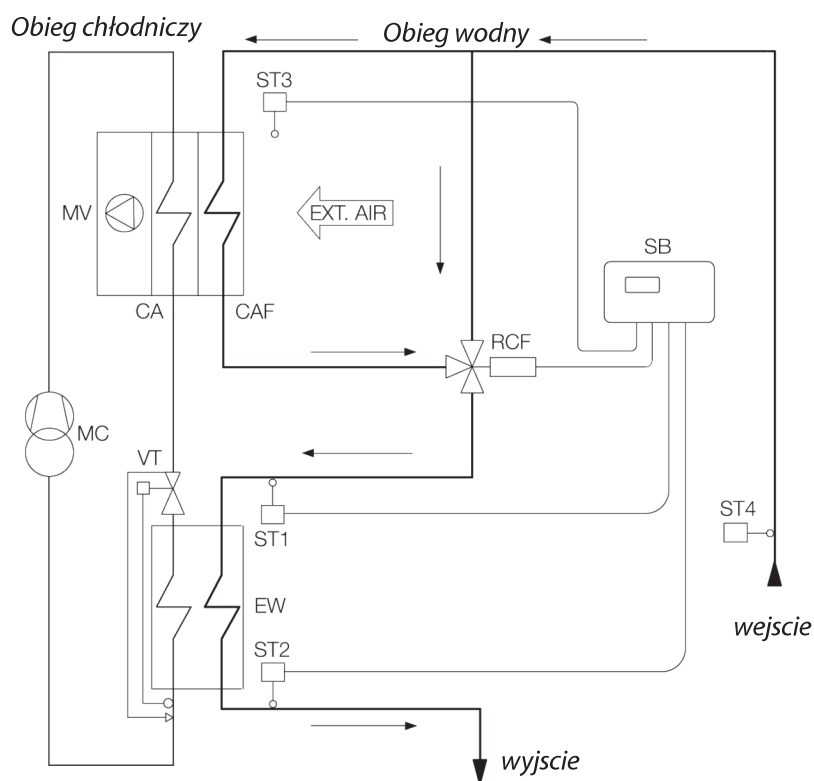 Obieg chłodniczy
Obieg wodny
ST3
MV
EXT. AIR
SB
CA
CAF
RCF
MC
VT
ST1
ST4
EW
wejscie
ST2
wyjscie